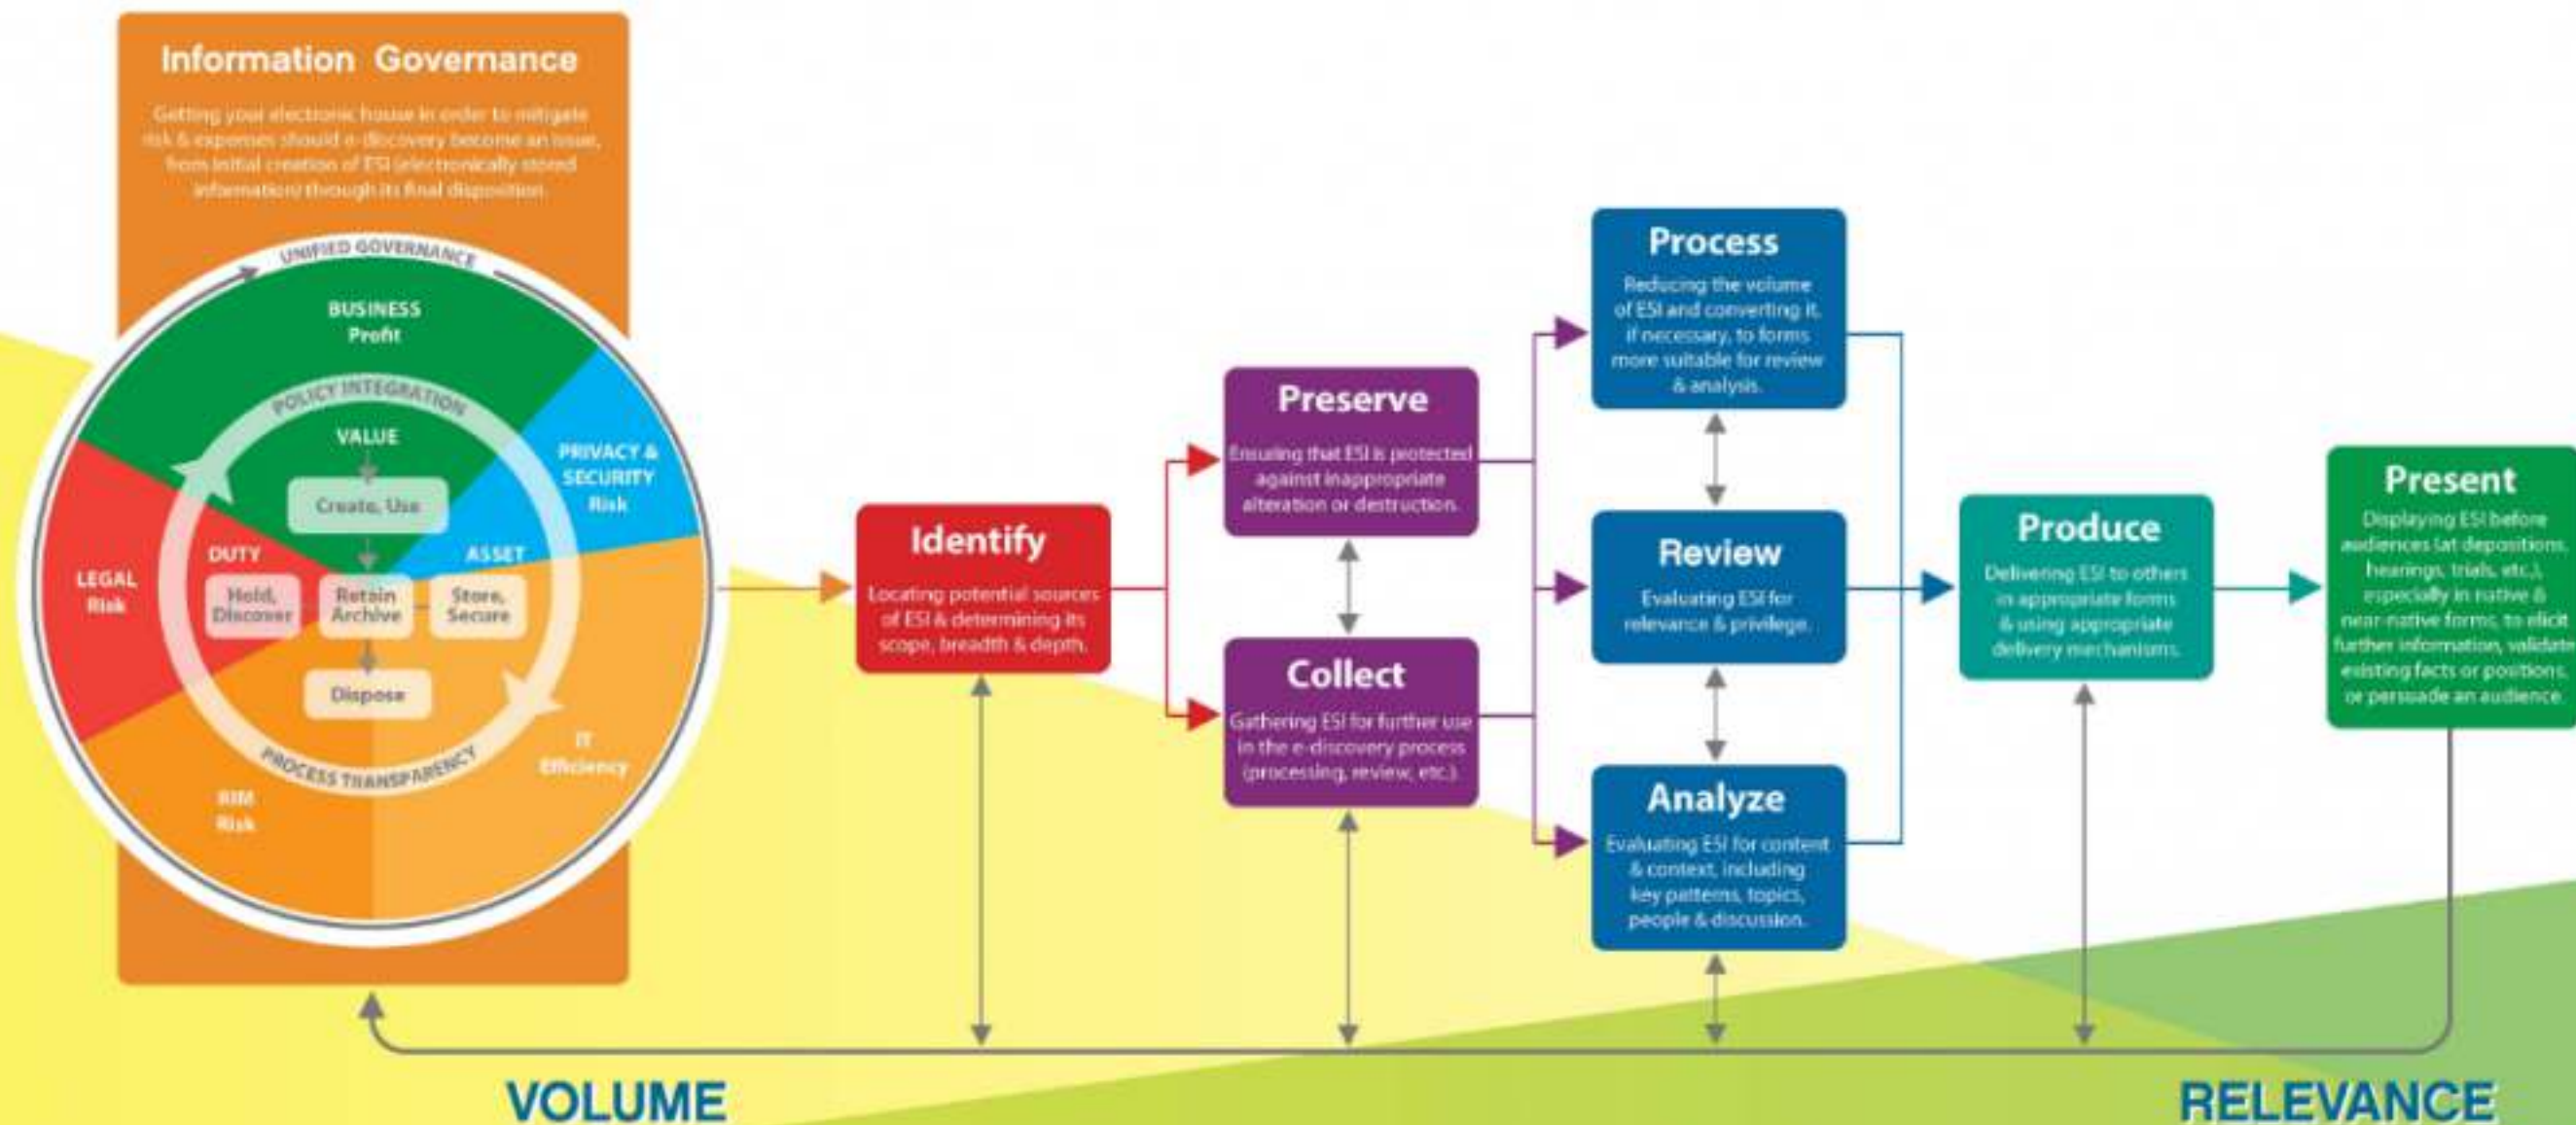 Information Governance
Getting your electronic house in order to mitigate
risk & expenses should e-discovery become an issue,
from initial creation of ESI (electronically stored
information) through its final disposition.
UNIFIED GOVERNANCE
BUSINESS
Profit
POLICY INTEGRATION
VALUE
Create, Use
PRIVACY &
SECURITY
Risk
DUTY
ASSET
LEGAL
Risk
Hold,
Discover
Retain
Archive
Store,
Secure
Dispose
PROCESS TRANSPARENCY
IT
Efficiency
RIM
Risk
Identify
Locating potential sources
of ESI & determining its
scope, breadth & depth.
Preserve
Ensuring that ESI is protected
against inappropriate
alteration or destruction.
Collect
Gathering ESI for further use
in the e-discovery process
(processing, review, etc.).
Process
Reducing the volume
of ESI and converting it,
if necessary, to forms
more suitable for review
& analysis.
Review
Evaluating ESI for
relevance & privilege.
Analyze
Evaluating ESI for content
& context, including
key patterns, topics,
people & discussion.
Produce
Delivering ESI to others
in appropriate forms
& using appropriate
delivery mechanisms.
Present
Displaying ESI before
audiences (at depositions,
hearings, trials, etc.),
especially in native &
near-native forms, to elicit
further information, validate
existing facts or positions,
or persuade an audience.
VOLUME
RELEVANCE